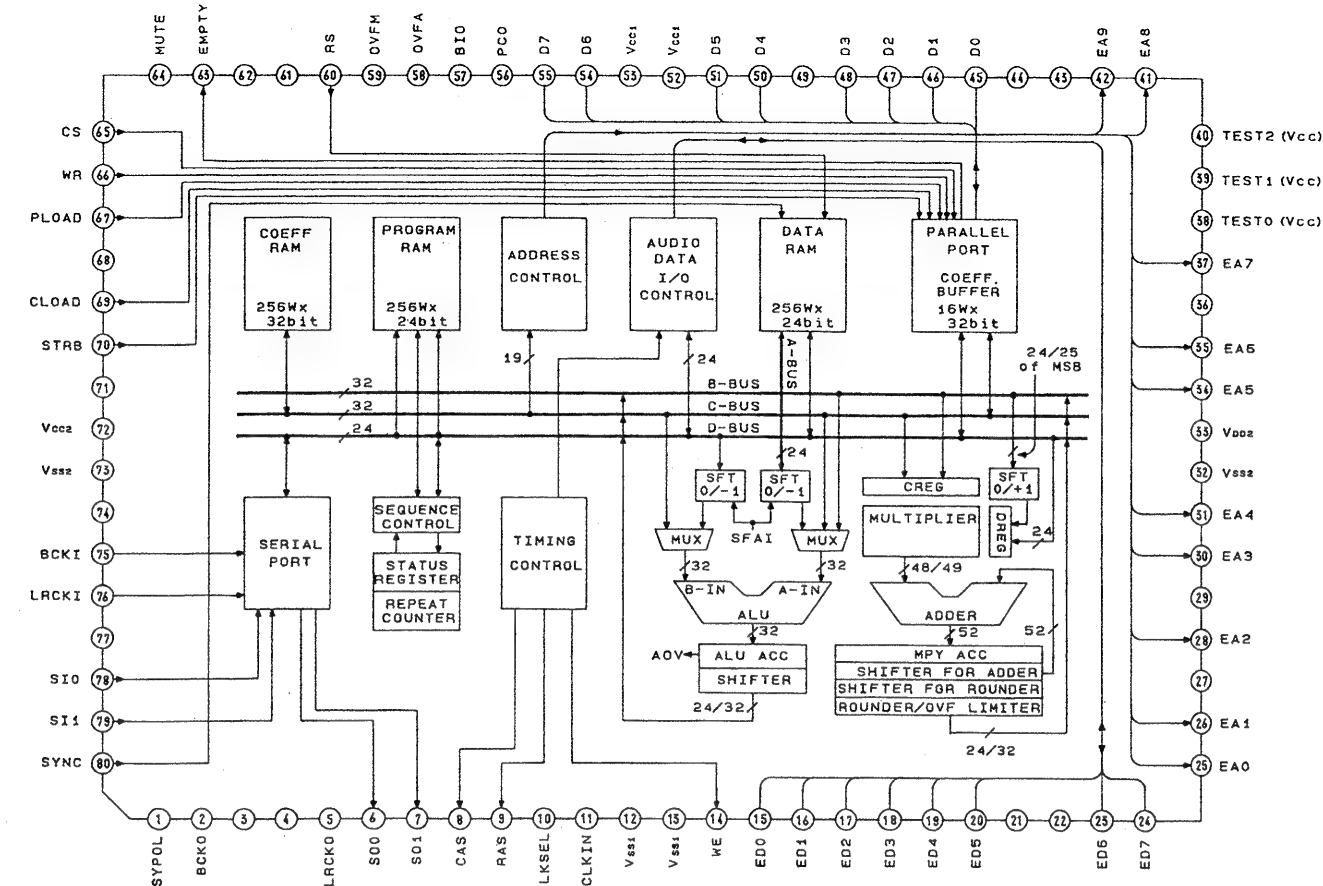 MUTE
EMPTY
RS
OVFM
OVFA
BIO
PCO
D7
D6
Vcc1
Vcc1
D5
D4
D3
D2
D1
D0
EA9
EA8
64 63 62 61 60 59 58 57 56 55 54 53 52 51 50 49 48 47 46 45 44 43 42 41
CS 65
WR 66
PLOAD 67
68
CLOAD 69
STRB 70
71
Vcc2 72
Vss2 73
74
BCKI 75
LRCKI 76
77
SI0 78
SI1 79
SYNC 80
40 TEST2 (Vcc)
39 TEST1 (Vcc)
38 TEST0 (Vcc)
37 EA7
36
35 EA6
34 EA5
33 VDD2
32 Vss2
31 EA4
30 EA3
29
28 EA2
27
26 EA1
25 EA0
COEFF
RAM
256Wx
32bit
PROGRAM
RAM
256Wx
24bit
ADDRESS
CONTROL
AUDIO
DATA
I/O
CONTROL
DATA
RAM
256Wx
24bit
PARALLEL
PORT
COEFF.
BUFFER
16Wx
32bit
19
24
A-BUS
24/25
of MSB
32
B-BUS
32
C-BUS
24
D-BUS
24
SERIAL
PORT
SEQUENCE
CONTROL
STATUS
REGISTER
REPEAT
COUNTER
TIMING
CONTROL
SFT
0/-1
SFT
0/-1
SFAI
MUX
MUX
32
32
B-IN
A-IN
ALU
32
AOV
ALU ACC
SHIFTER
24/32
CREG
MULTIPLIER
SFT
0/+1
DREG
24
48/49
ADDER
52
52
MPY ACC
SHIFTER FOR ADDER
SHIFTER FOR ROUNDER
ROUNDER/OVF LIMITER
24/32
1 2 3 4 5 6 7 8 9 10 11 12 13 14 15 16 17 18 19 20 21 22 23 24
SYPOL
BCKO
LRCKO
SO0
SO1
CAS
RAS
LKSEL
CLKIN
Vss1
Vss1
WE
ED0
ED1
ED2
ED3
ED4
ED5
ED6
ED7